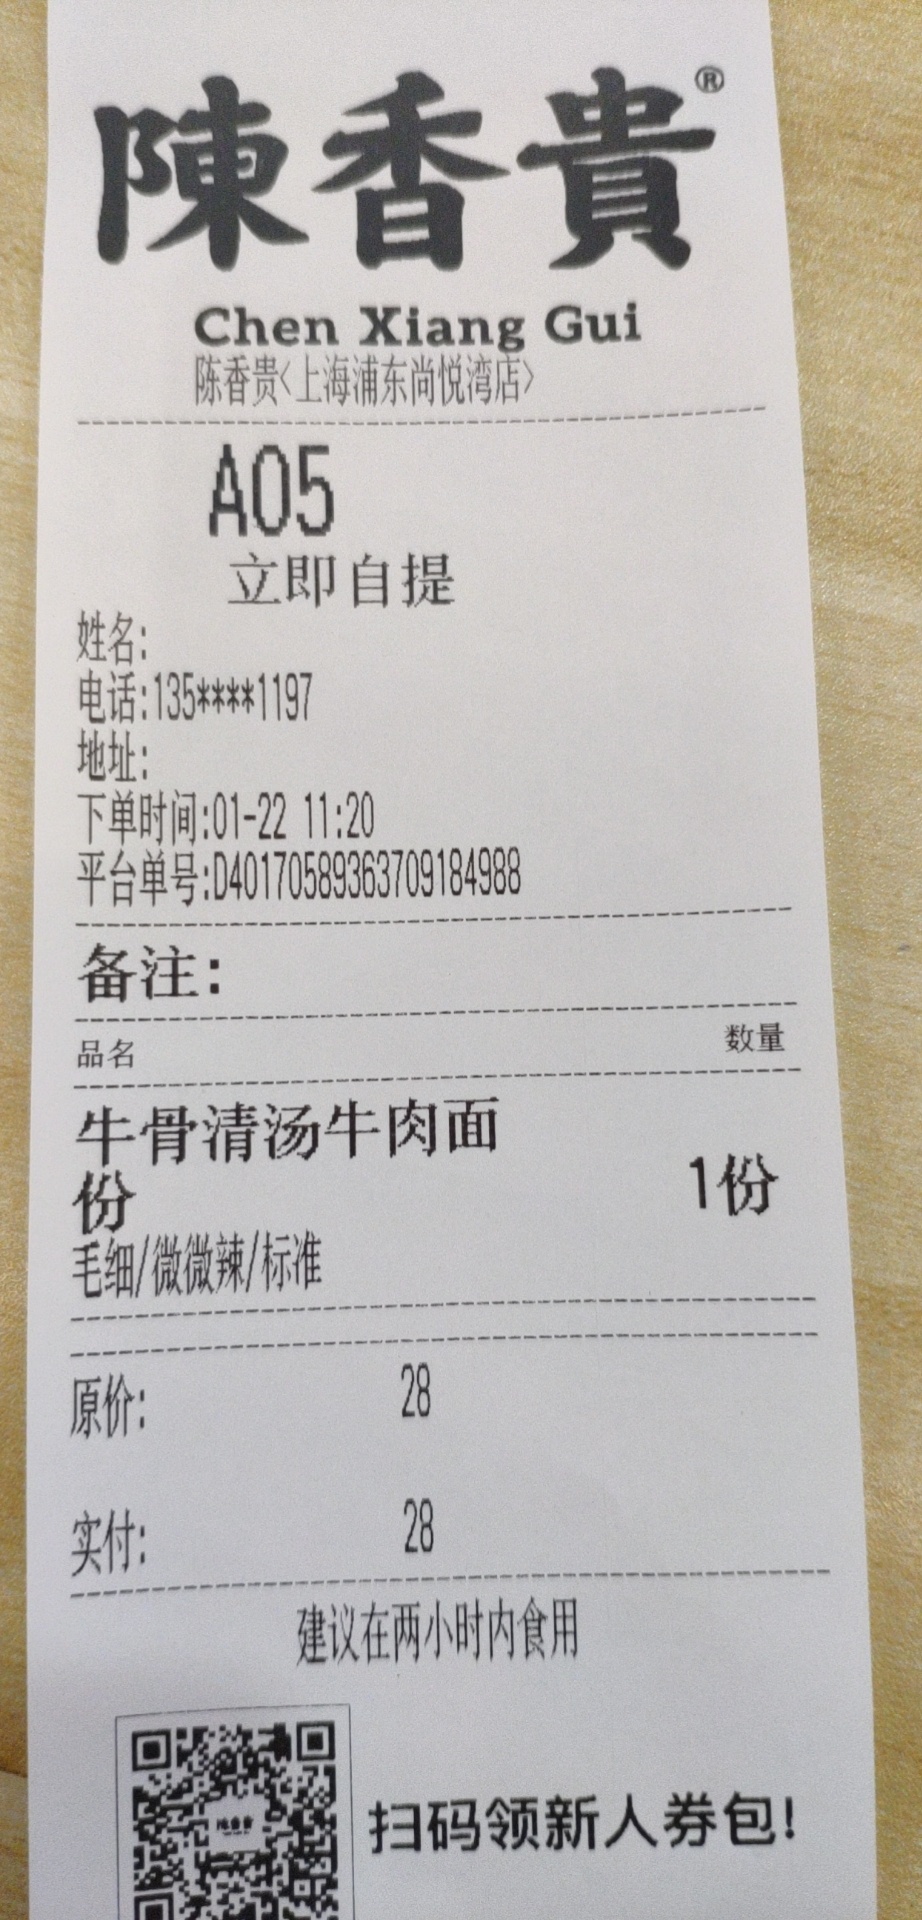 陳香貴®
Chen Xiang Gui
陈香贵<上海浦东尚悦湾店>
A05
立即自提
姓名:
电话:135****1197
地址:
下单时间:01-22 11:20
平台单号:D40170589363709184988
备注:
品名 数量
牛骨清汤牛肉面
份 1份
毛细/微微辣/标准
原价: 28
实付: 28
建议在两小时内食用
扫码领新人券包!